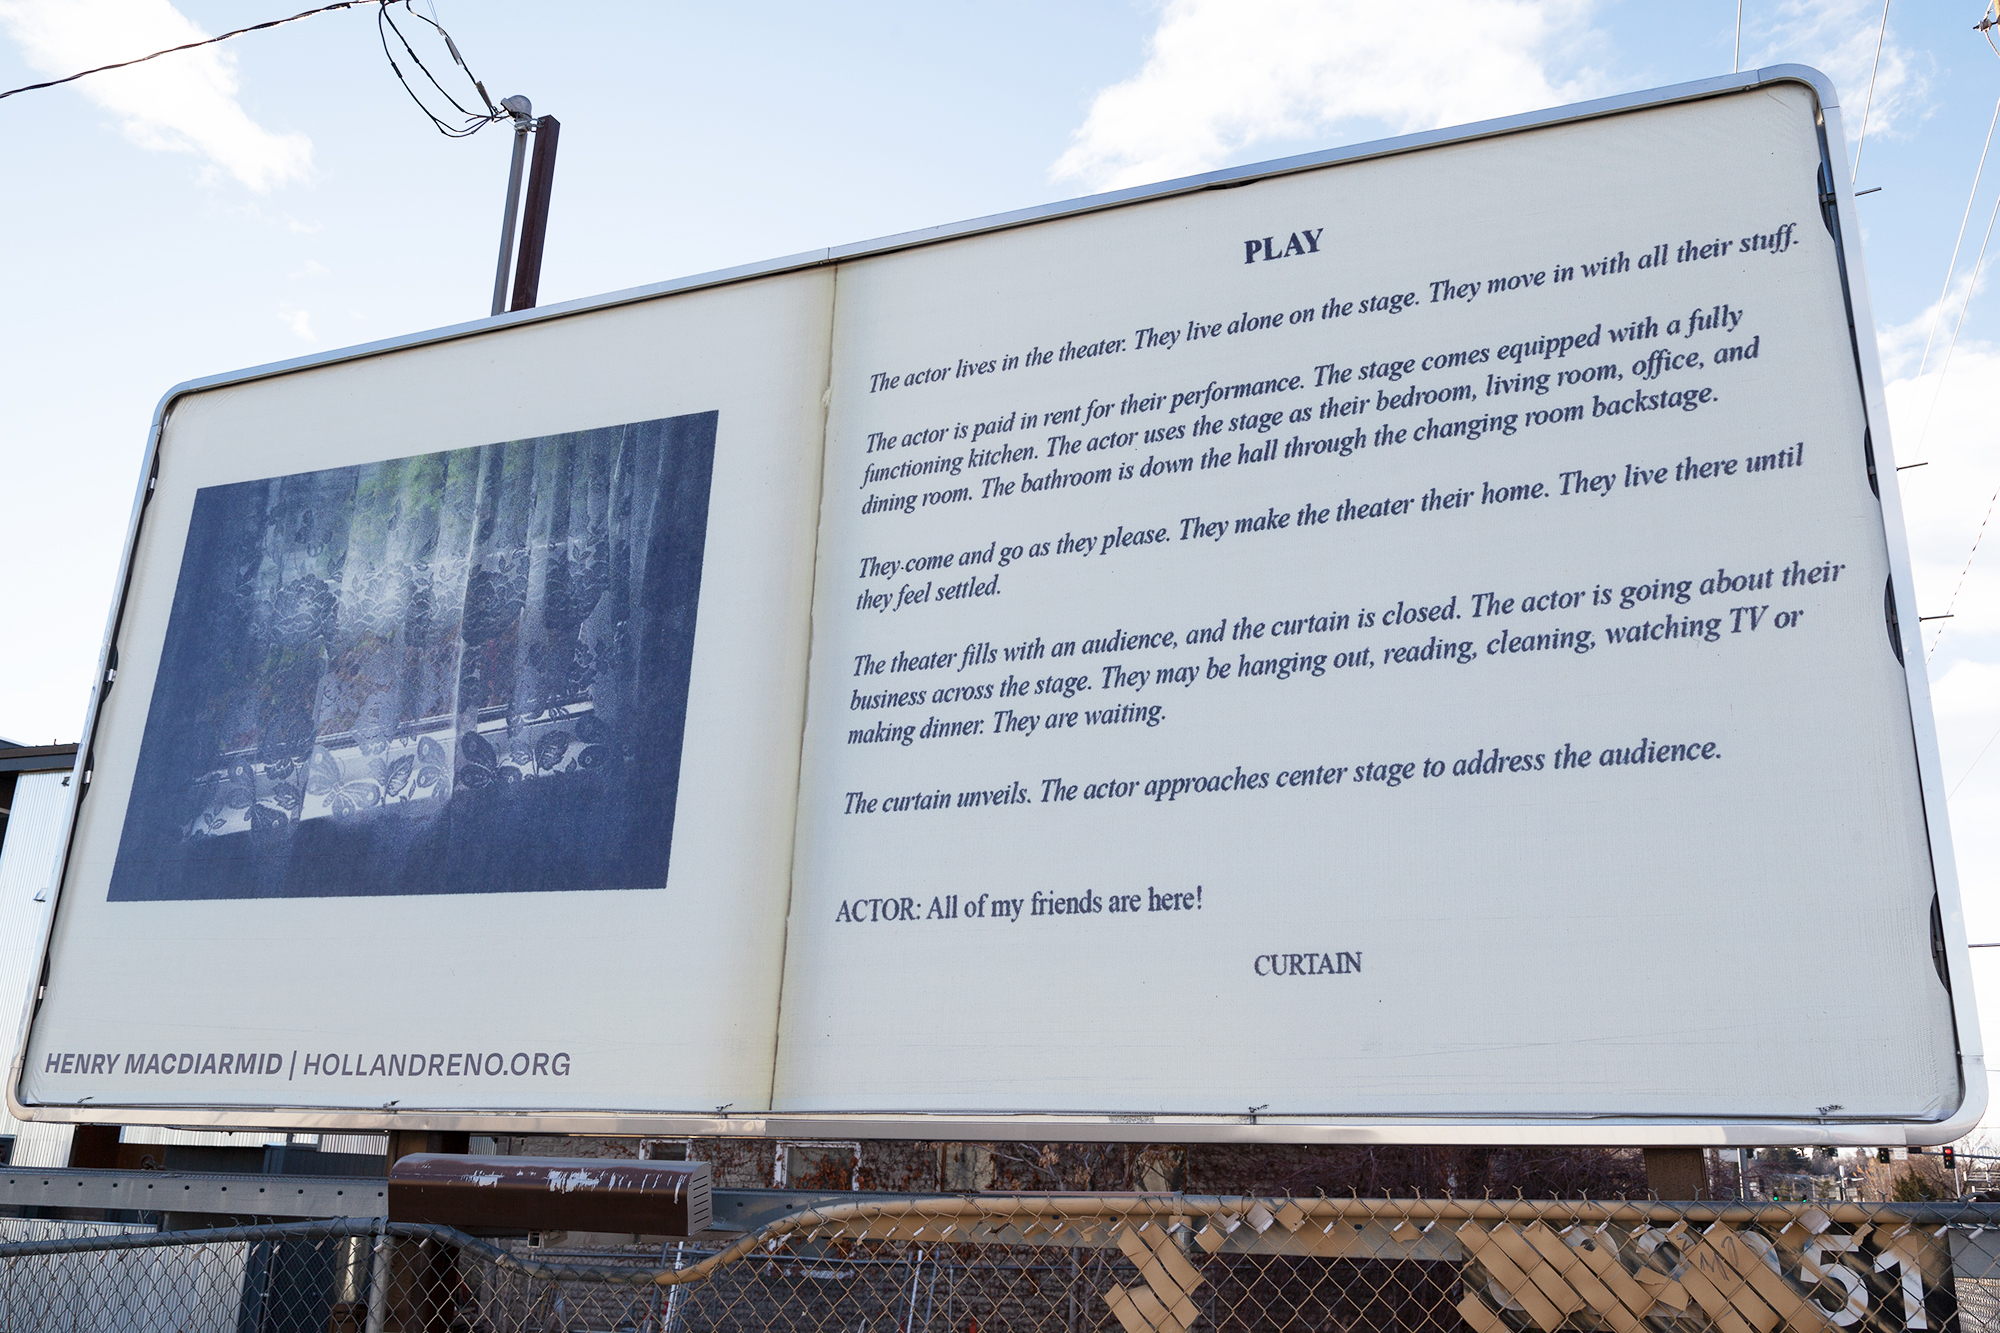 PLAY
The actor lives in the theater. They live alone on the stage. They move in with all their stuff.
The actor is paid in rent for their performance. The stage comes equipped with a fully
functioning kitchen. The actor uses the stage as their bedroom, living room, office, and
dining room. The bathroom is down the hall through the changing room backstage.
They come and go as they please. They make the theater their home. They live there until
they feel settled.
The theater fills with an audience, and the curtain is closed. The actor is going about their
business across the stage. They may be hanging out, reading, cleaning, watching TV or
making dinner. They are waiting.
The curtain unveils. The actor approaches center stage to address the audience.
ACTOR: All of my friends are here!
CURTAIN
HENRY MACDIARMID | HOLLANDRENO.ORG
51